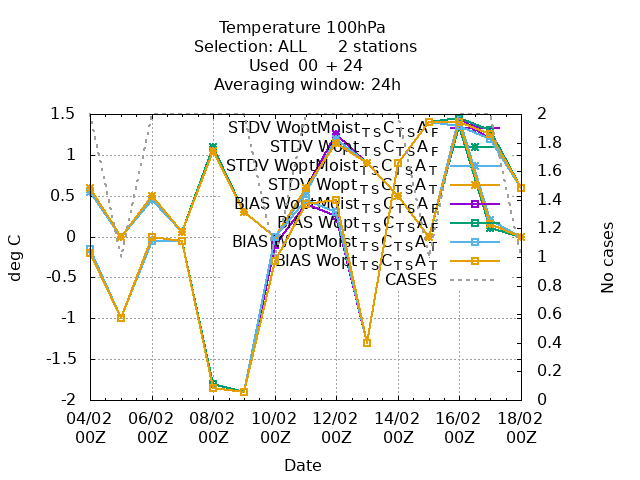 Temperature 100hPa
Selection: ALL 2 stations
Used 00 + 24
Averaging window: 24h
STDV WoptMoist_TS C_TS A_F
STDV Wopt_TS C_TS A_F
STDV WoptMoist_TS C_TS A_T
STDV Wopt_TS C_TS A_T
BIAS WoptMoist_TS C_TS A_F
BIAS Wopt_TS C_TS A_F
BIAS WoptMoist_TS C_TS A_T
BIAS Wopt_TS C_TS A_T
CASES
1.5
1
0.5
0
-0.5
-1
-1.5
-2
deg C
2
1.8
1.6
1.4
1.2
1
0.8
0.6
0.4
0.2
0
No cases
04/02 06/02 08/02 10/02 12/02 14/02 16/02 18/02
00Z 00Z 00Z 00Z 00Z 00Z 00Z 00Z
Date